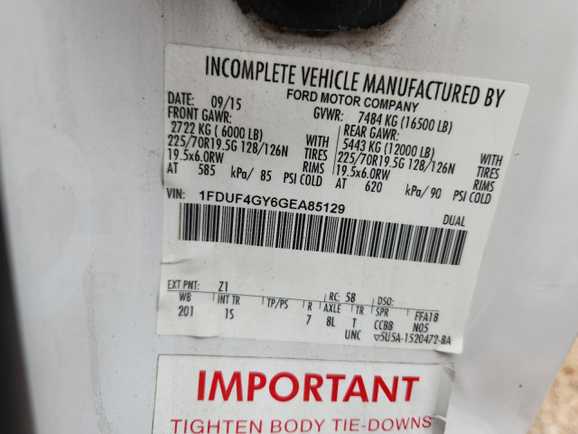 INCOMPLETE VEHICLE MANUFACTURED BY
FORD MOTOR COMPANY
DATE: 09/15 GVWR: 7484 KG (16500 LB)
FRONT GAWR: REAR GAWR:
2722 KG ( 6000 LB) WITH 5443 KG (12000 LB) WITH
225/70R19.5G 128/126N TIRES 225/70R19.5G 128/126N TIRES
19.5x6.0RW RIMS 19.5x6.0RW RIMS
AT 585 kPa/ 85 PSI COLD AT 620 kPa/ 90 PSI COLD
VIN: 1FDUF4GY6GEA85129 DUAL
EXT PNT: Z1 RC: 58 DSO:
WB INT TR TP/PS R AXLE TR SPR FFA18
201 1S 7 8L T CCBB N05
UNC ▽5U5A-1520472-BA
IMPORTANT
TIGHTEN BODY TIE-DOWNS